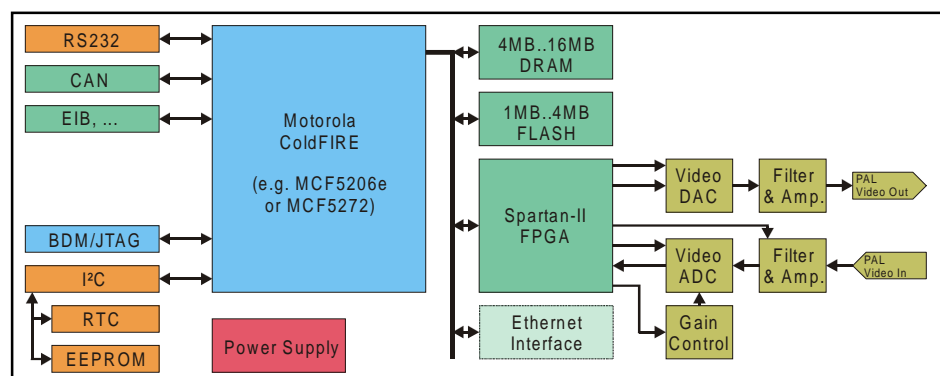 RS232
CAN
EIB, ...
BDM/JTAG
I²C
RTC
EEPROM
Motorola
ColdFIRE
(e.g. MCF5206e
or MCF5272)
Power Supply
4MB..16MB
DRAM
1MB..4MB
FLASH
Spartan-II
FPGA
Ethernet
Interface
Video
DAC
Filter
& Amp.
PAL
Video Out
Video
ADC
Filter
& Amp.
PAL
Video In
Gain
Control